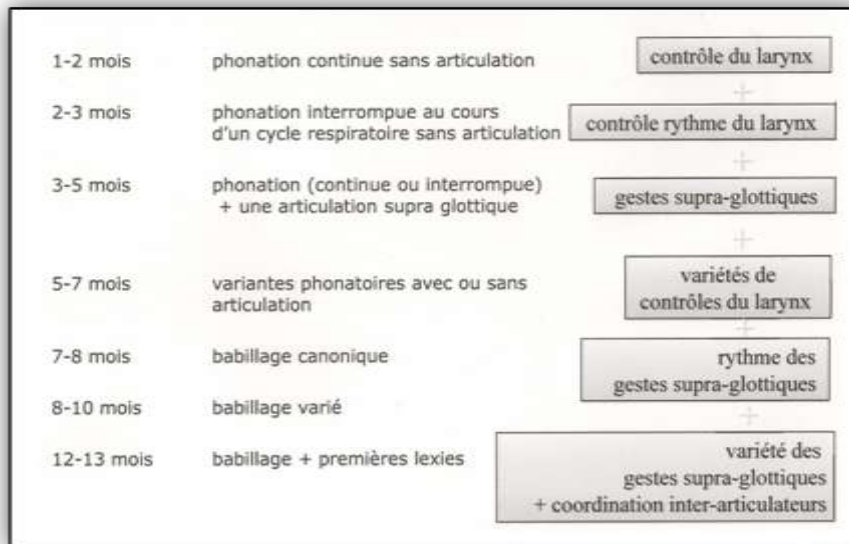 1-2 mois phonation continue sans articulation contrôle du larynx
+
2-3 mois phonation interrompue au cours
d'un cycle respiratoire sans articulation contrôle rythme du larynx
+
3-5 mois phonation (continue ou interrompue)
+ une articulation supra glottique gestes supra-glottiques
+
5-7 mois variantes phonatoires avec ou sans
articulation variétés de
contrôles du larynx
+
7-8 mois babillage canonique rythme des
gestes supra-glottiques
8-10 mois babillage varié
+
12-13 mois babillage + premières lexies variété des
gestes supra-glottiques
+ coordination inter-articulateurs